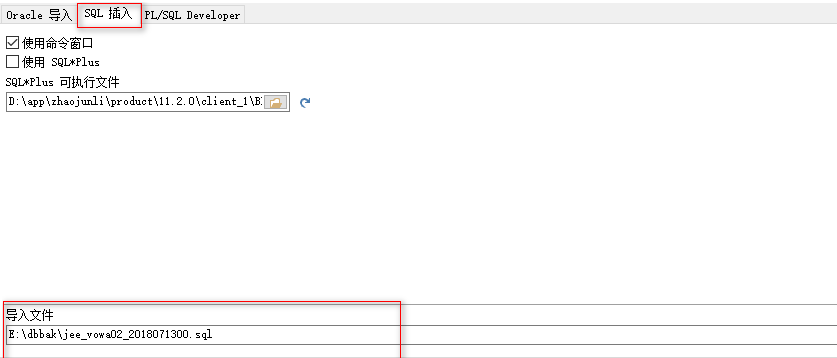 Oracle 导入 SQL 插入 PL/SQL Developer
使用命令窗口
使用 SQL*Plus
SQL*Plus 可执行文件
D:\app\zhaojunli\product\11.2.0\client_1\B
导入文件
E:\dbbak\jee_vowa02_2018071300.sql